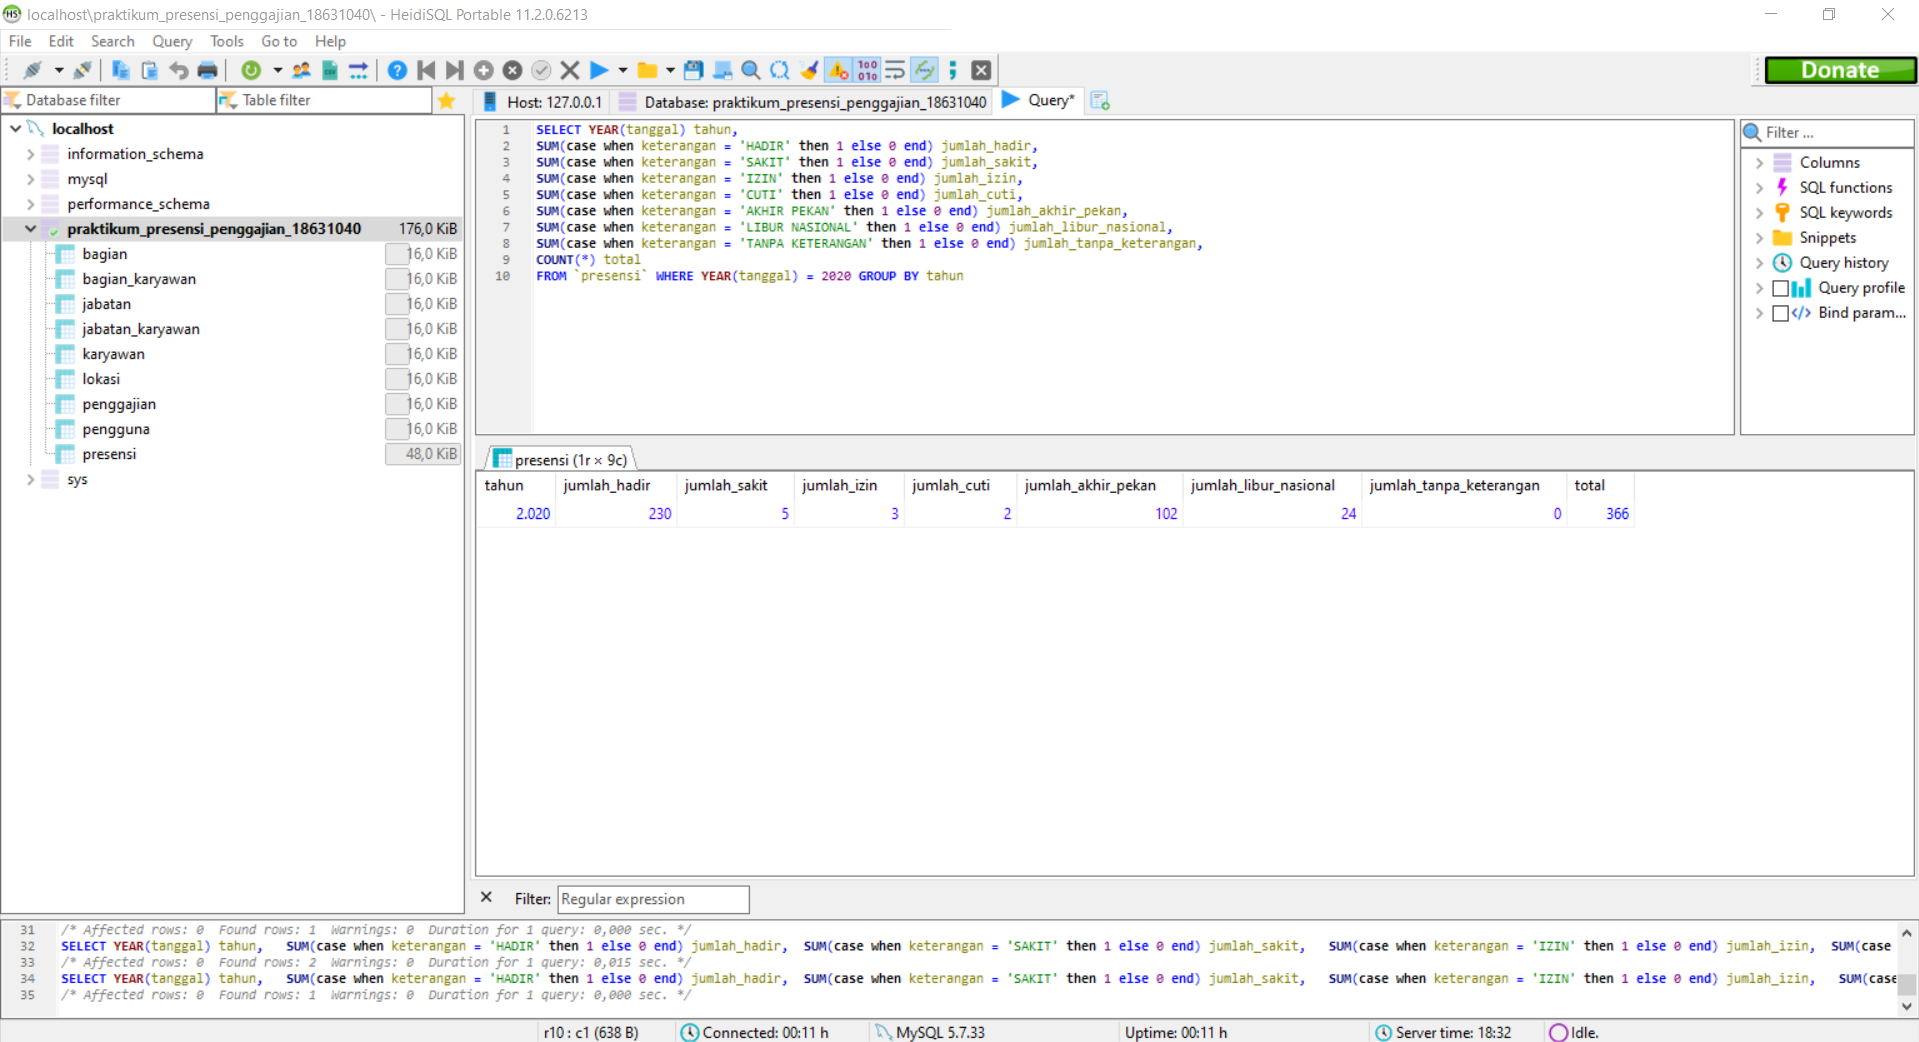 localhost\praktikum_presensi_penggajian_18631040\ - HeidiSQL Portable 11.2.0.6213
File Edit Search Query Tools Go to Help
Donate
Database filter Table filter
Host: 127.0.0.1 Database: praktikum_presensi_penggajian_18631040 Query*
localhost
information_schema
mysql
performance_schema
praktikum_presensi_penggajian_18631040 176,0 KiB
bagian 16,0 KiB
bagian_karyawan 16,0 KiB
jabatan 16,0 KiB
jabatan_karyawan 16,0 KiB
karyawan 16,0 KiB
lokasi 16,0 KiB
penggajian 16,0 KiB
pengguna 16,0 KiB
presensi 48,0 KiB
sys
1 SELECT YEAR(tanggal) tahun,
2 SUM(case when keterangan = 'HADIR' then 1 else 0 end) jumlah_hadir,
3 SUM(case when keterangan = 'SAKIT' then 1 else 0 end) jumlah_sakit,
4 SUM(case when keterangan = 'IZIN' then 1 else 0 end) jumlah_izin,
5 SUM(case when keterangan = 'CUTI' then 1 else 0 end) jumlah_cuti,
6 SUM(case when keterangan = 'AKHIR PEKAN' then 1 else 0 end) jumlah_akhir_pekan,
7 SUM(case when keterangan = 'LIBUR NASIONAL' then 1 else 0 end) jumlah_libur_nasional,
8 SUM(case when keterangan = 'TANPA KETERANGAN' then 1 else 0 end) jumlah_tanpa_keterangan,
9 COUNT(*) total
10 FROM `presensi` WHERE YEAR(tanggal) = 2020 GROUP BY tahun
Filter ...
Columns
SQL functions
SQL keywords
Snippets
Query history
Query profile
Bind param...
presensi (1r × 9c)
tahun jumlah_hadir jumlah_sakit jumlah_izin jumlah_cuti jumlah_akhir_pekan jumlah_libur_nasional jumlah_tanpa_keterangan total
2.020 230 5 3 2 102 24 0 366
Filter: Regular expression
31 /* Affected rows: 0 Found rows: 1 Warnings: 0 Duration for 1 query: 0,000 sec. */
32 SELECT YEAR(tanggal) tahun, SUM(case when keterangan = 'HADIR' then 1 else 0 end) jumlah_hadir, SUM(case when keterangan = 'SAKIT' then 1 else 0 end) jumlah_sakit, SUM(case when keterangan = 'IZIN' then 1 else 0 end) jumlah_izin, SUM(case
33 /* Affected rows: 0 Found rows: 2 Warnings: 0 Duration for 1 query: 0,015 sec. */
34 SELECT YEAR(tanggal) tahun, SUM(case when keterangan = 'HADIR' then 1 else 0 end) jumlah_hadir, SUM(case when keterangan = 'SAKIT' then 1 else 0 end) jumlah_sakit, SUM(case when keterangan = 'IZIN' then 1 else 0 end) jumlah_izin, SUM(case
35 /* Affected rows: 0 Found rows: 1 Warnings: 0 Duration for 1 query: 0,000 sec. */
r10 : c1 (638 B) Connected: 00:11 h MySQL 5.7.33 Uptime: 00:11 h Server time: 18:32 Idle.